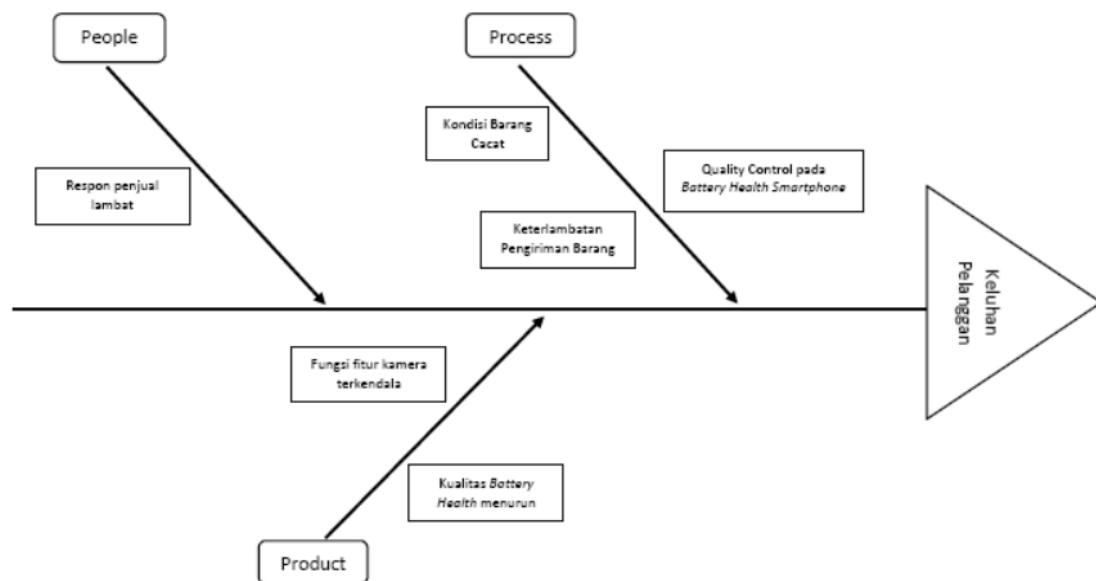 People
Process
Kondisi Barang
Cacat
Quality Control pada
Battery Health Smartphone
Respon penjual
lambat
Keterlambatan
Pengiriman Barang
Keluhan
Pelanggan
Fungsi fitur kamera
terkendala
Kualitas Battery
Health menurun
Product